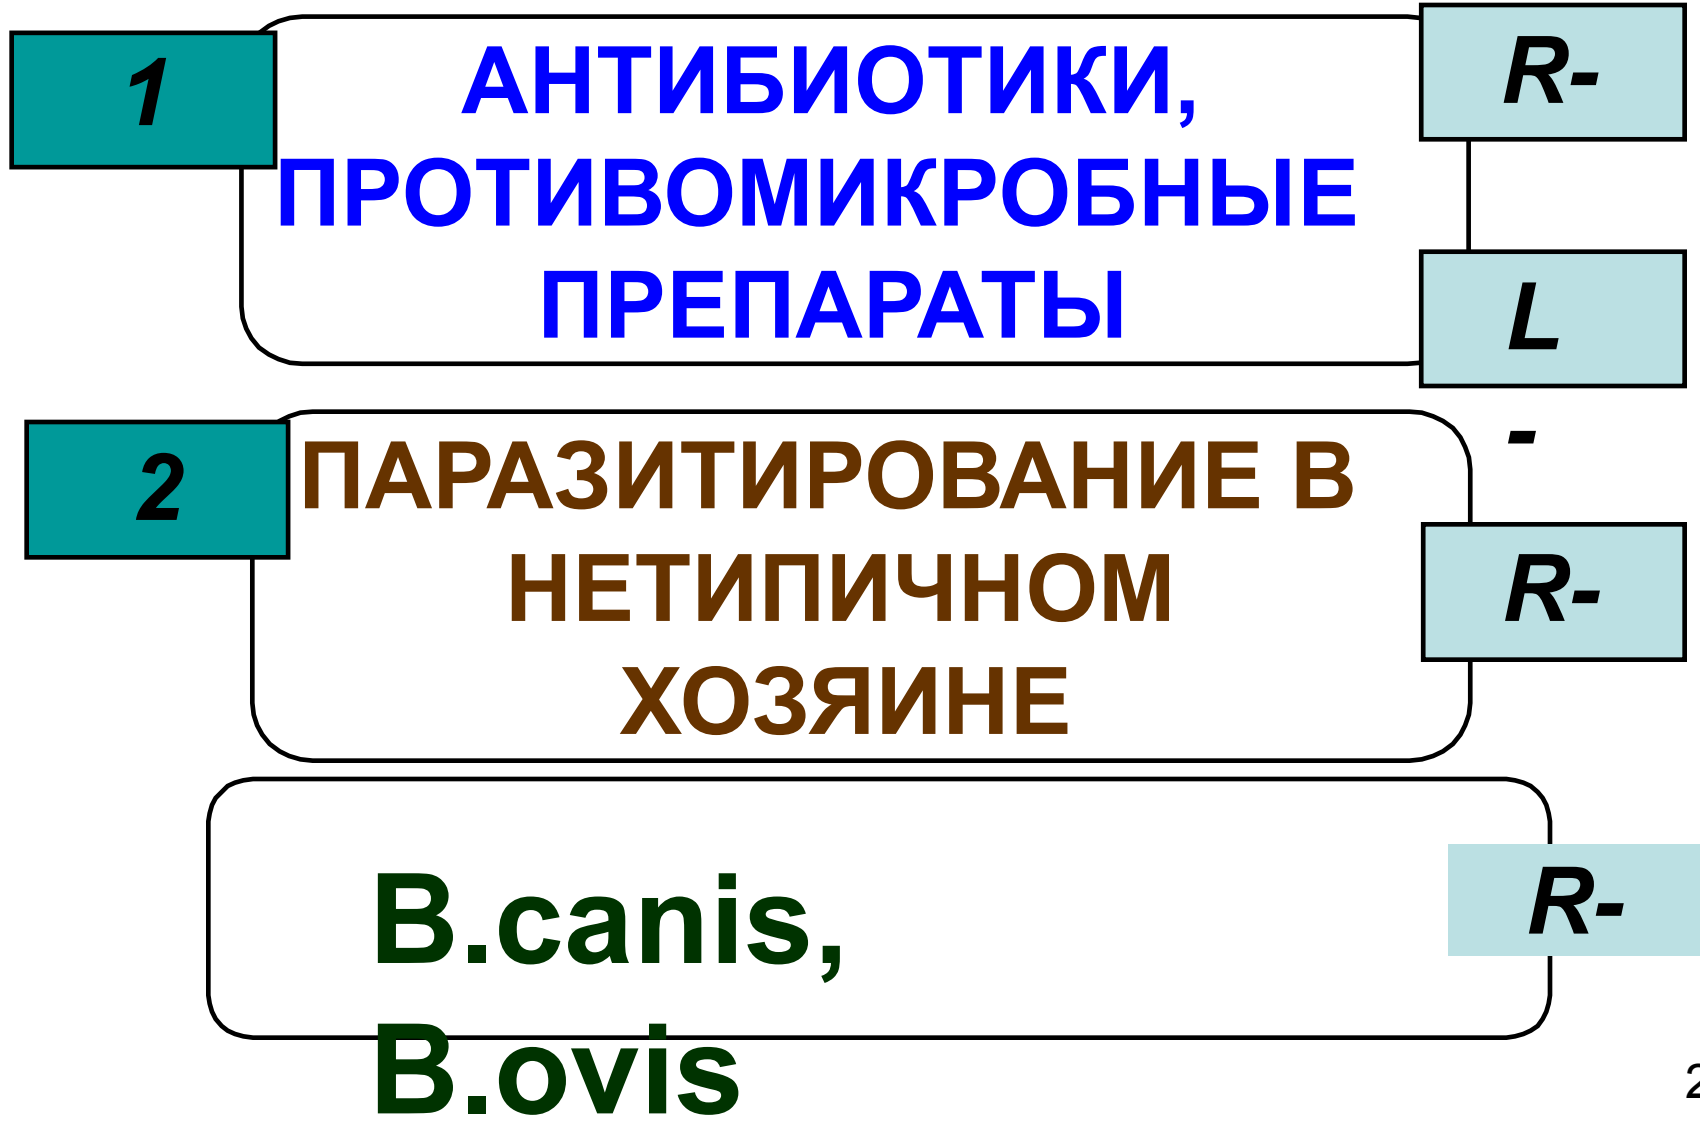 1
АНТИБИОТИКИ,
ПРОТИВОМИКРОБНЫЕ
ПРЕПАРАТЫ
R-
L
-
2
ПАРАЗИТИРОВАНИЕ В
НЕТИПИЧНОМ
ХОЗЯИНЕ
R-
B.canis,
B.ovis
R-